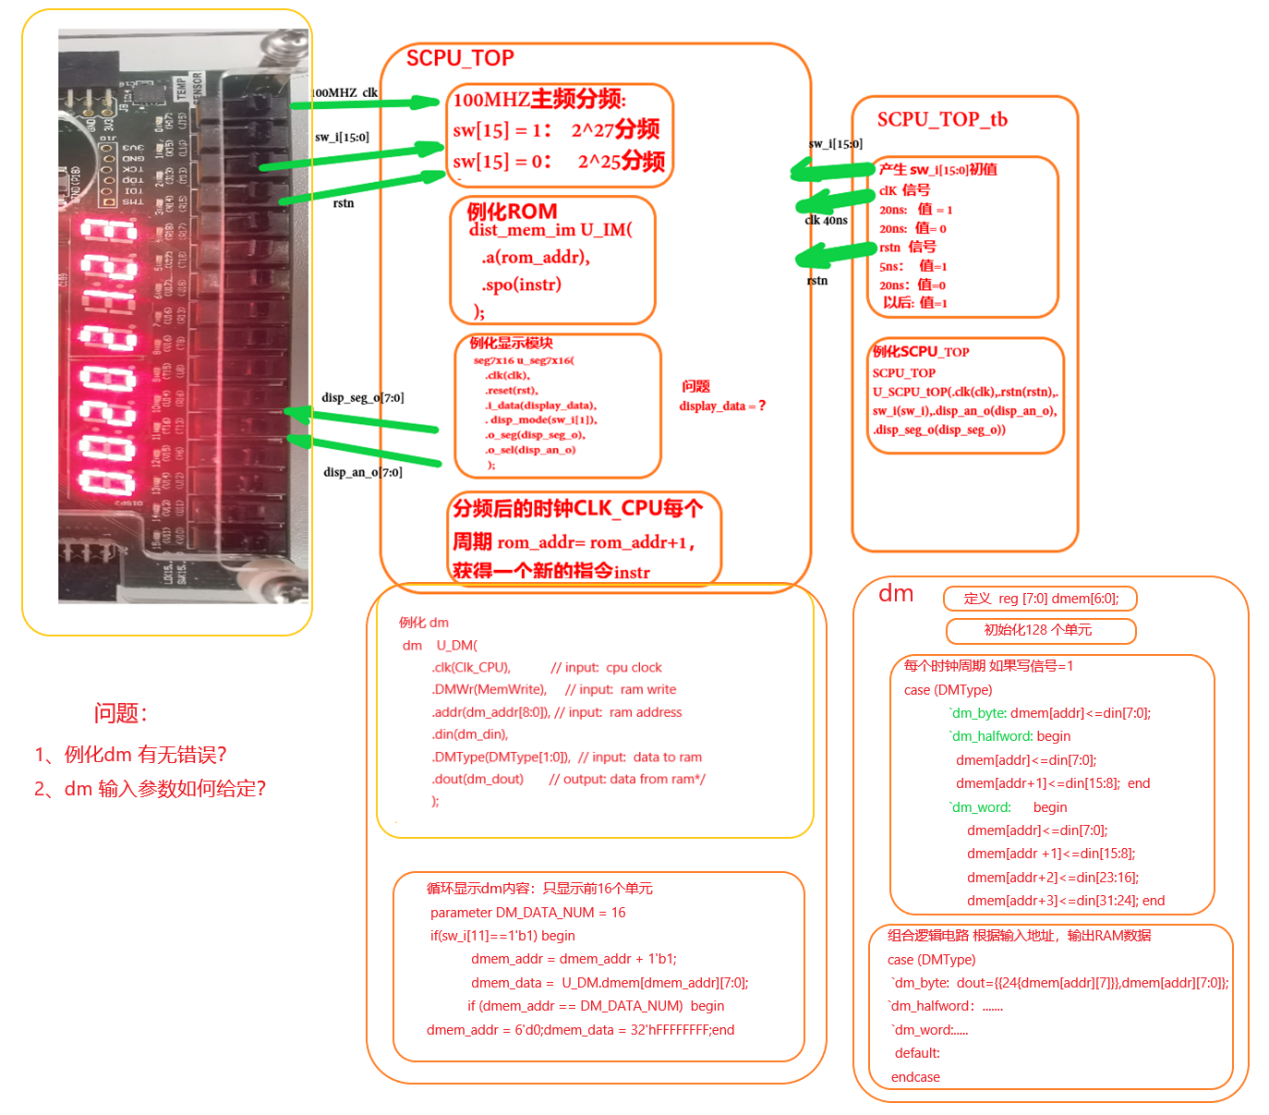 SCPU_TOP
100MHZ主频分频:
sw[15] = 1： 2^27分频
sw[15] = 0： 2^25分频
例化ROM
dist_mem_im U_IM(
.a(rom_addr),
.spo(instr)
);
例化显示模块
seg7x16 u_seg7x16(
.clk(clk),
.reset(rst),
.i_data(display_data),
. disp_mode(sw_i[1]),
.o_seg(disp_seg_o),
.o_sel(disp_an_o)
);
问题
display_data = ?
分频后的时钟CLK_CPU每个
周期 rom_addr= rom_addr+1，
获得一个新的指令instr
100MHZ clk
sw_i[15:0]
rstn
disp_seg_o[7:0]
disp_an_o[7:0]
TEMP
SENSOR
SCPU_TOP_tb
产生 sw_i[15:0]初值
clK 信号
20ns: 值 = 1
20ns: 值= 0
rstn 信号
5ns： 值=1
20ns：值=0
以后: 值=1
例化SCPU_TOP
SCPU_TOP
U_SCPU_tOP(.clk(clk),.rstn(rstn),.
sw_i(sw_i),.disp_an_o(disp_an_o),
.disp_seg_o(disp_seg_o))
sw_i[15:0]
clk 40ns
rstn
例化 dm
dm U_DM(
.clk(Clk_CPU), // input: cpu clock
.DMWr(MemWrite), // input: ram write
.addr(dm_addr[8:0]), // input: ram address
.din(dm_din),
.DMType(DMType[1:0]), // input: data to ram
.dout(dm_dout) // output: data from ram*/
);
循环显示dm内容：只显示前16个单元
parameter DM_DATA_NUM = 16
if(sw_i[11]==1'b1) begin
dmem_addr = dmem_addr + 1'b1;
dmem_data = U_DM.dmem[dmem_addr][7:0];
if (dmem_addr == DM_DATA_NUM) begin
dmem_addr = 6'd0;dmem_data = 32'hFFFFFFFF;end
dm
定义 reg [7:0] dmem[6:0];
初始化128 个单元
每个时钟周期 如果写信号=1
case (DMType)
`dm_byte: dmem[addr]<=din[7:0];
`dm_halfword: begin
dmem[addr]<=din[7:0];
dmem[addr+1]<=din[15:8]; end
`dm_word: begin
dmem[addr]<=din[7:0];
dmem[addr +1]<=din[15:8];
dmem[addr+2]<=din[23:16];
dmem[addr+3]<=din[31:24]; end
组合逻辑电路 根据输入地址，输出RAM数据
case (DMType)
`dm_byte: dout={{24{dmem[addr][7]}},dmem[addr][7:0]};
`dm_halfword：.......
`dm_word:.....
default:
endcase
问题：
1、例化dm 有无错误？
2、dm 输入参数如何给定？